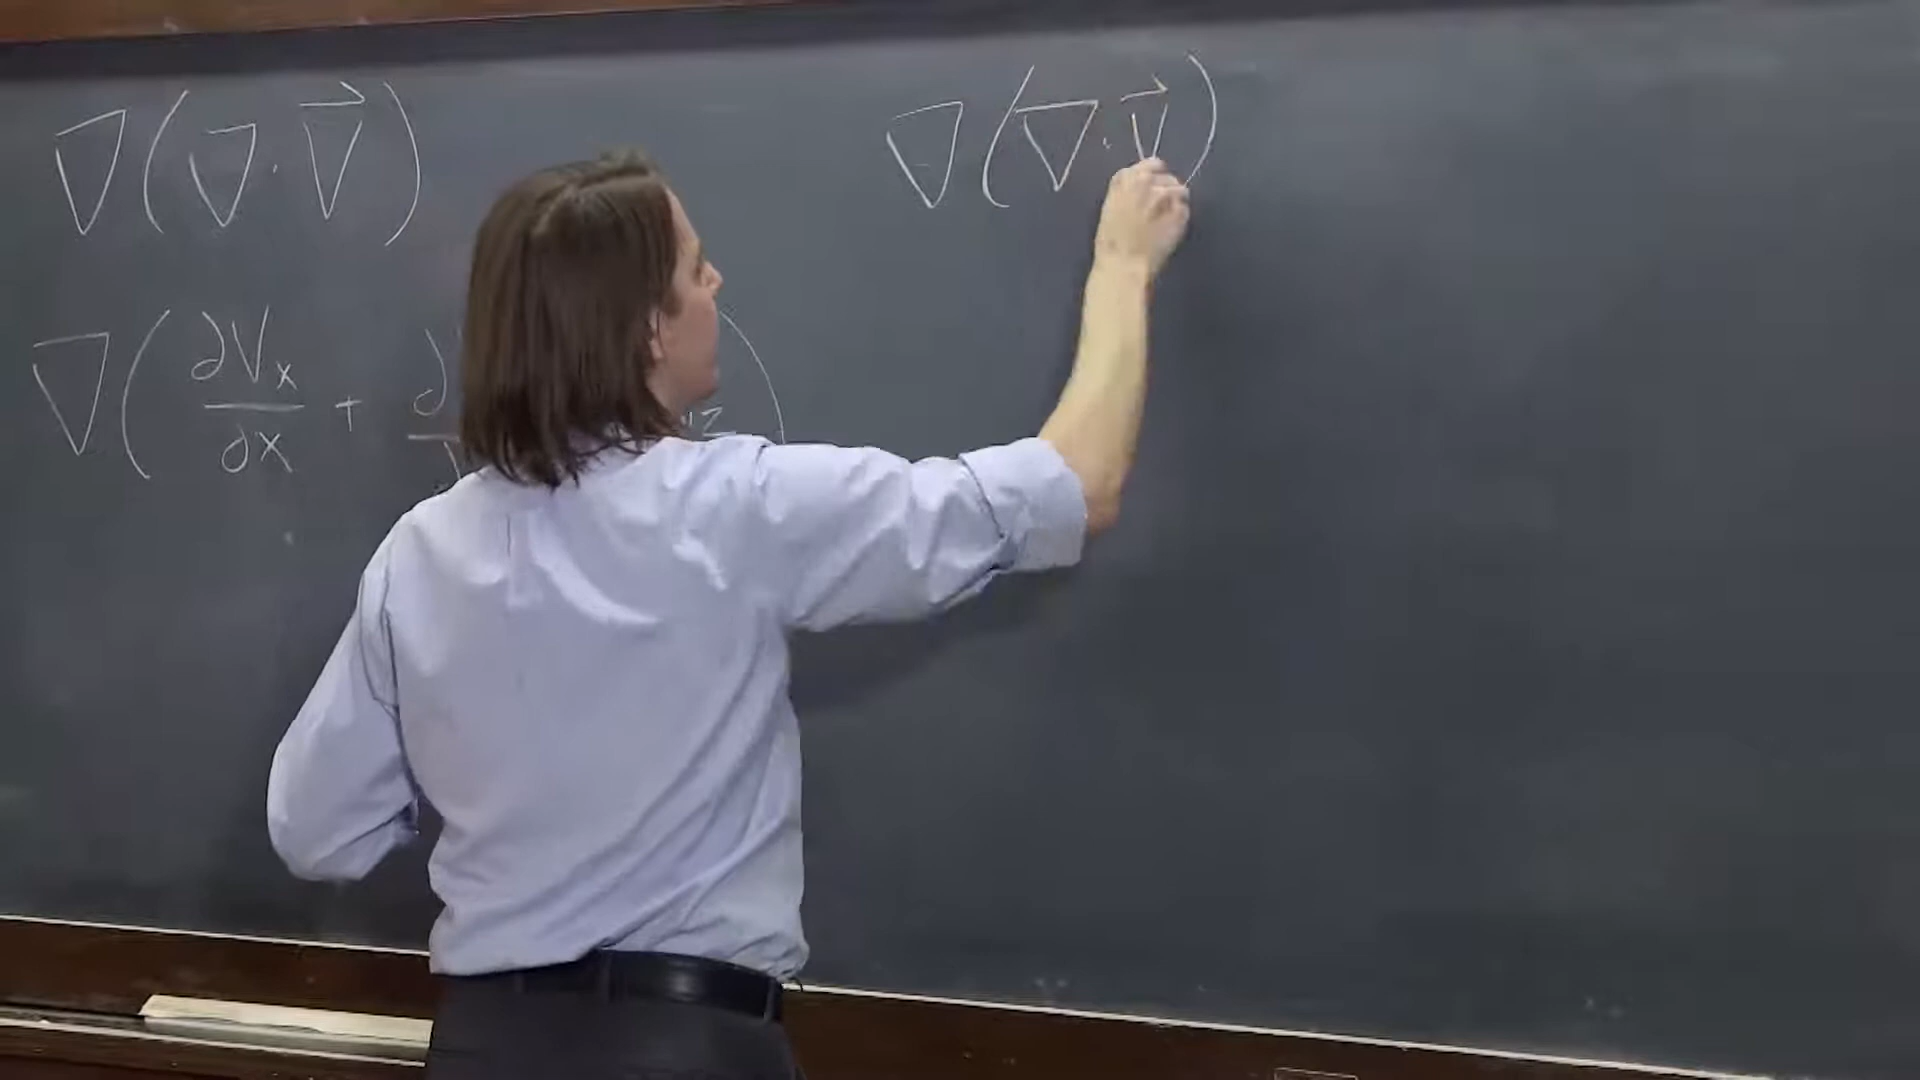 ∇(∇·V⃗)
∇(∂Vx/∂x + ∂
∇(∇·V⃗)